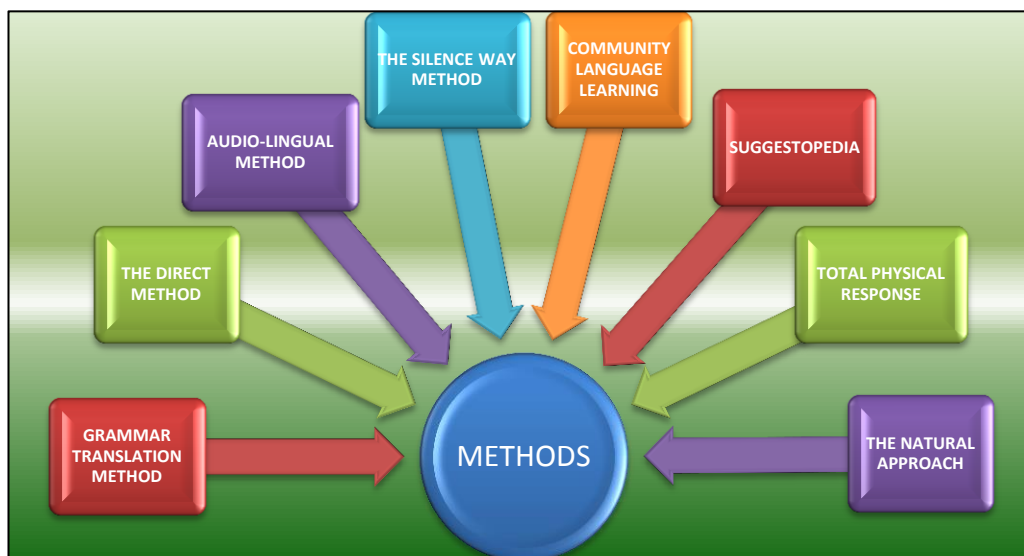 THE SILENCE WAY
METHOD
COMMUNITY
LANGUAGE
LEARNING
AUDIO-LINGUAL
METHOD
SUGGESTOPEDIA
THE DIRECT
METHOD
TOTAL PHYSICAL
RESPONSE
GRAMMAR
TRANSLATION
METHOD
METHODS
THE NATURAL
APPROACH